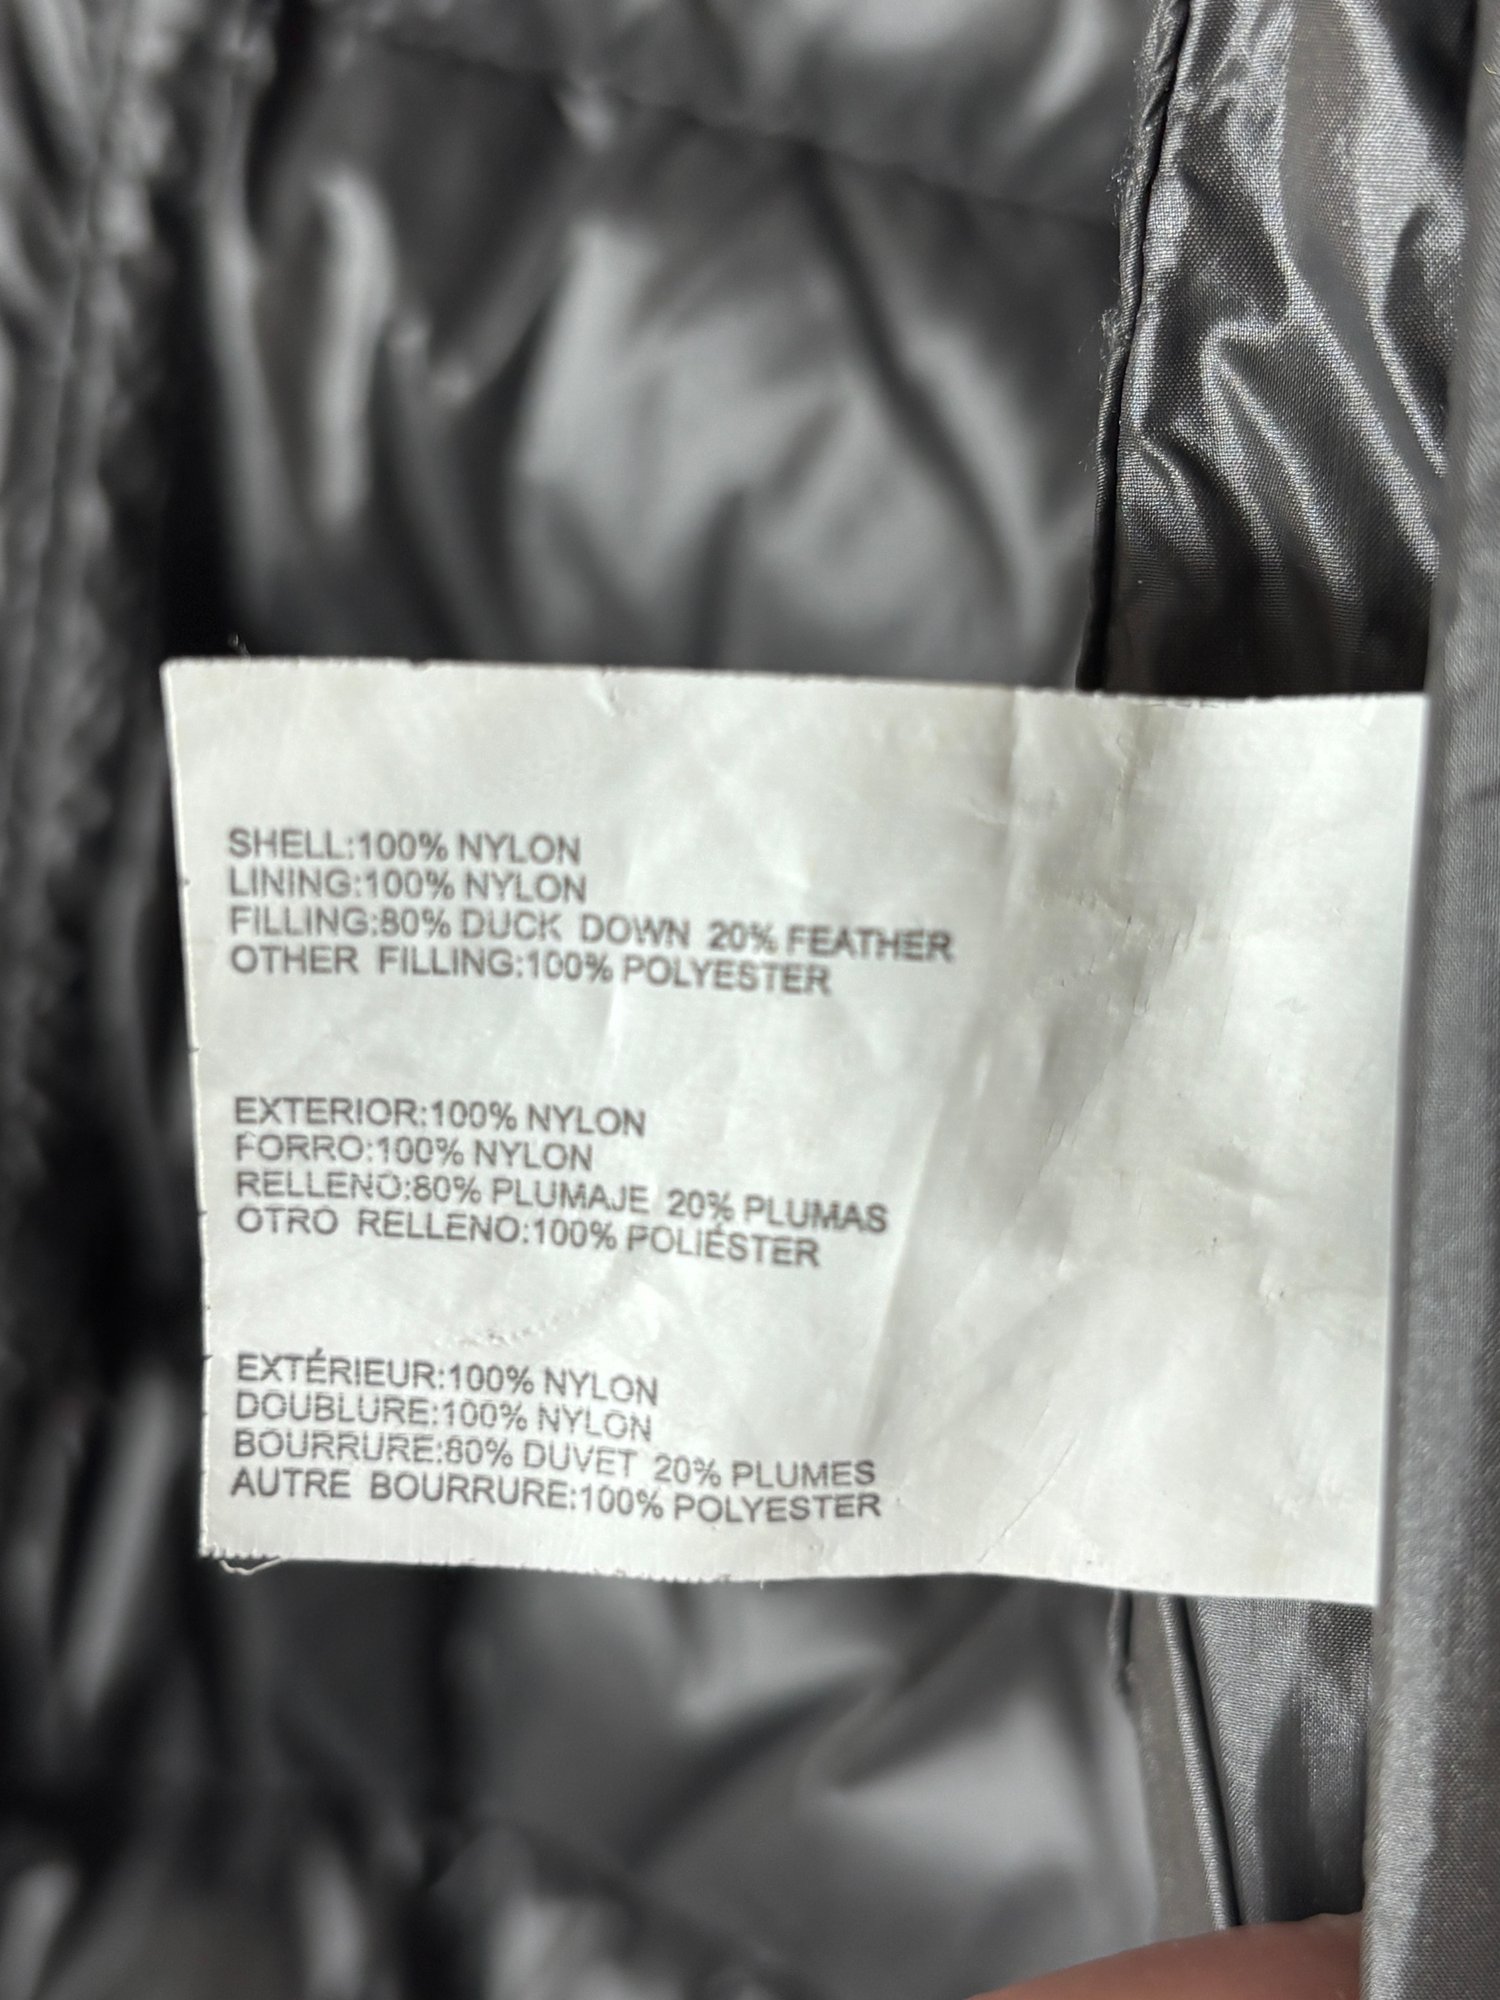 SHELL:100% NYLON
LINING:100% NYLON
FILLING:80% DUCK DOWN 20% FEATHER
OTHER FILLING:100% POLYESTER
EXTERIOR:100% NYLON
FORRO:100% NYLON
RELLENO:80% PLUMAJE 20% PLUMAS
OTRO RELLENO:100% POLIÉSTER
EXTÉRIEUR:100% NYLON
DOUBLURE:100% NYLON
BOURRURE:80% DUVET 20% PLUMES
AUTRE BOURRURE:100% POLYESTER